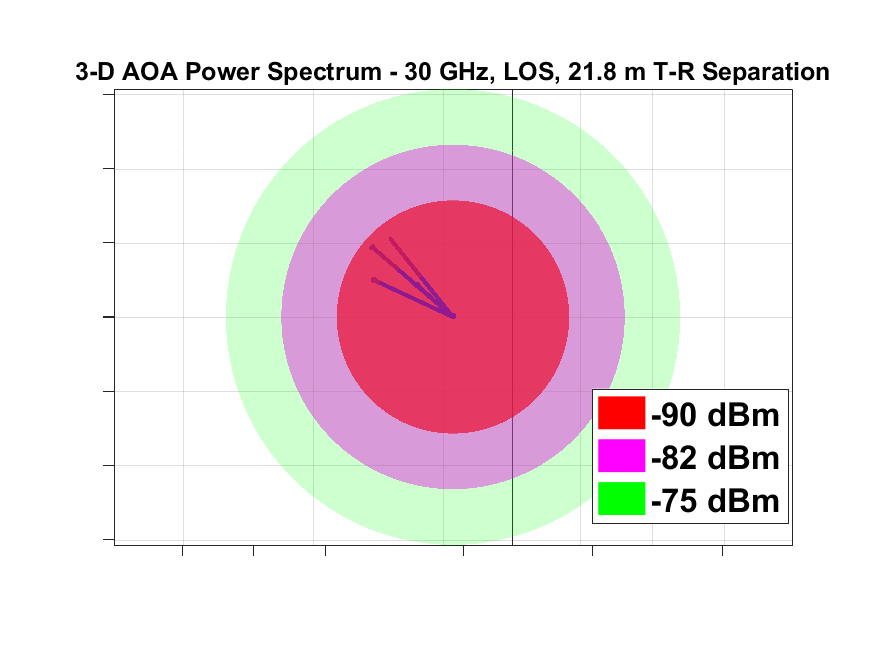 3-D AOA Power Spectrum - 30 GHz, LOS, 21.8 m T-R Separation
-90 dBm
-82 dBm
-75 dBm